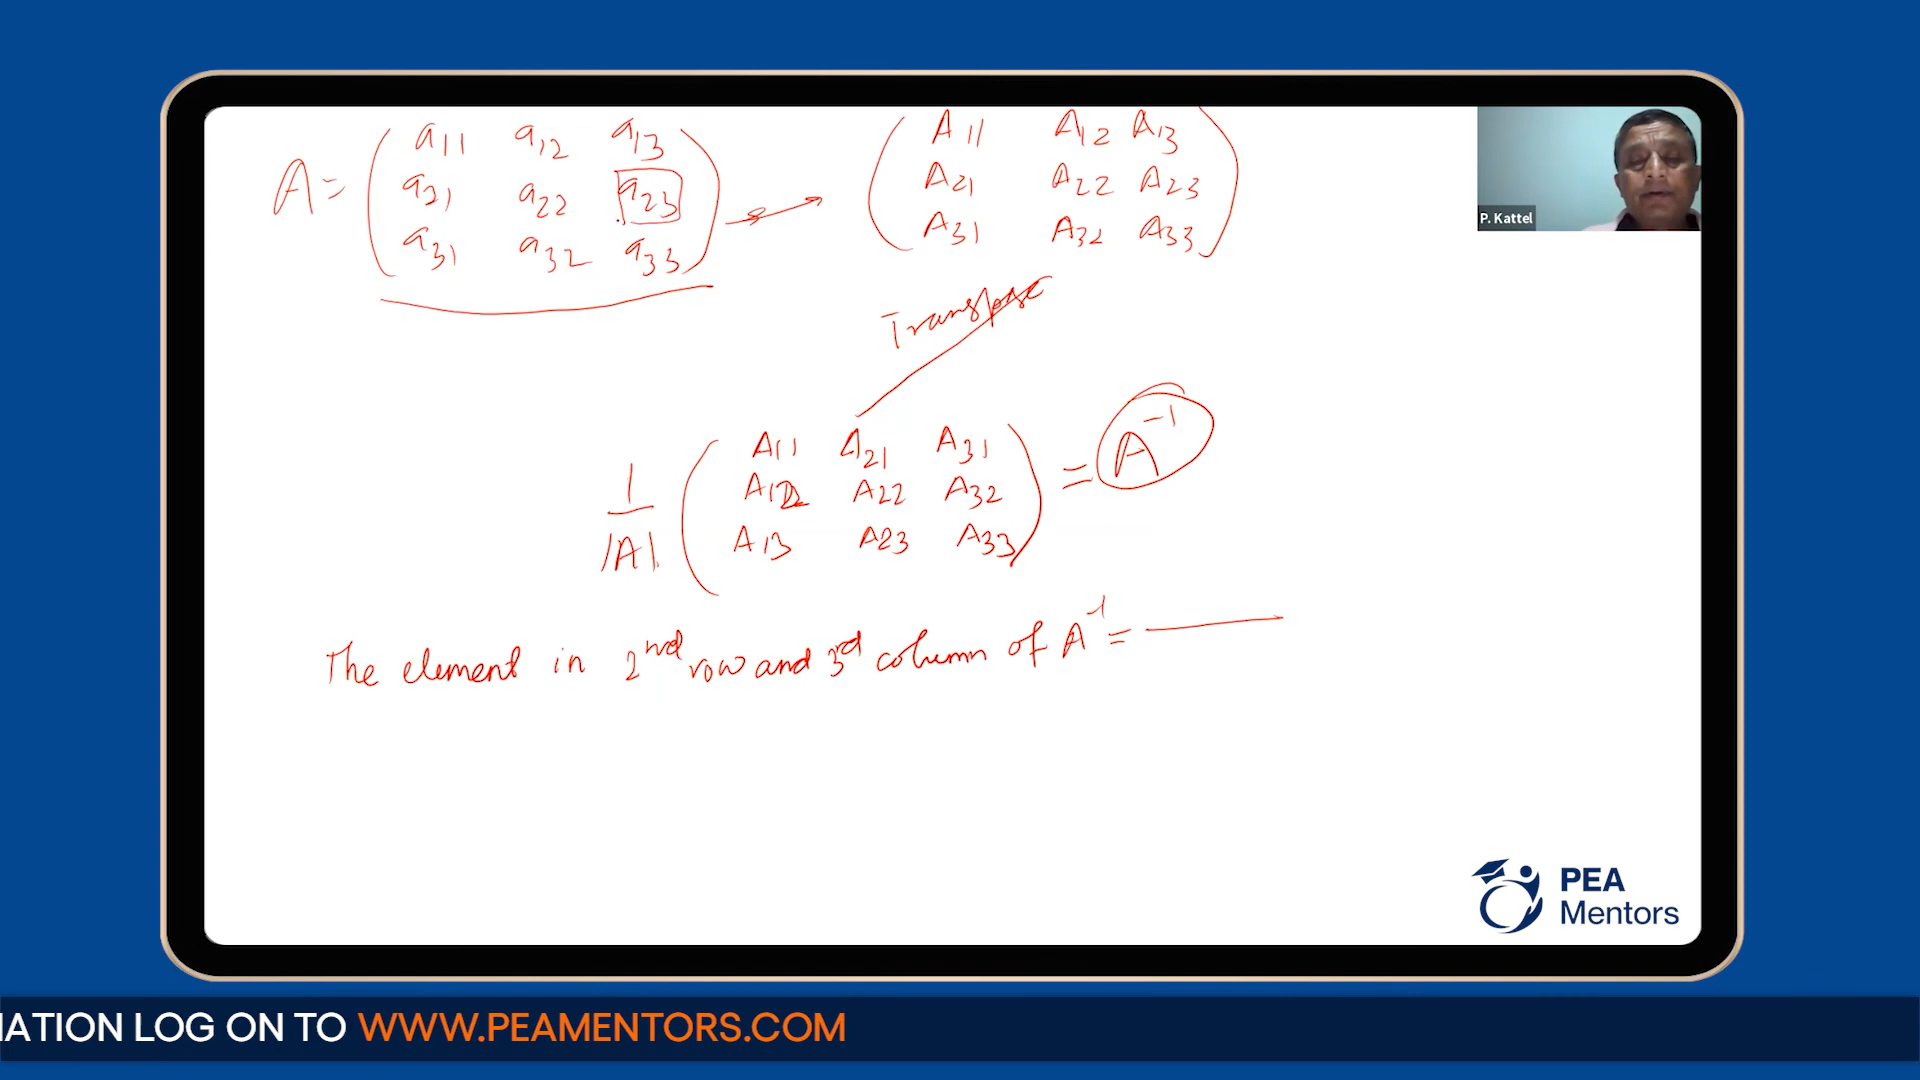 A = ( a11 a12 a13
a21 a22 a23
a31 a32 a33 )
( A11 A12 A13
A21 A22 A23
A31 A32 A33 )
P. Kattel
Transpose
1/|A| ( A11 A21 A31
A12 A22 A32
A13 A23 A33 ) = A⁻¹
The element in 2nd row and 3rd column of A⁻¹ = ______
PEA
Mentors
IATION LOG ON TO WWW.PEAMENTORS.COM